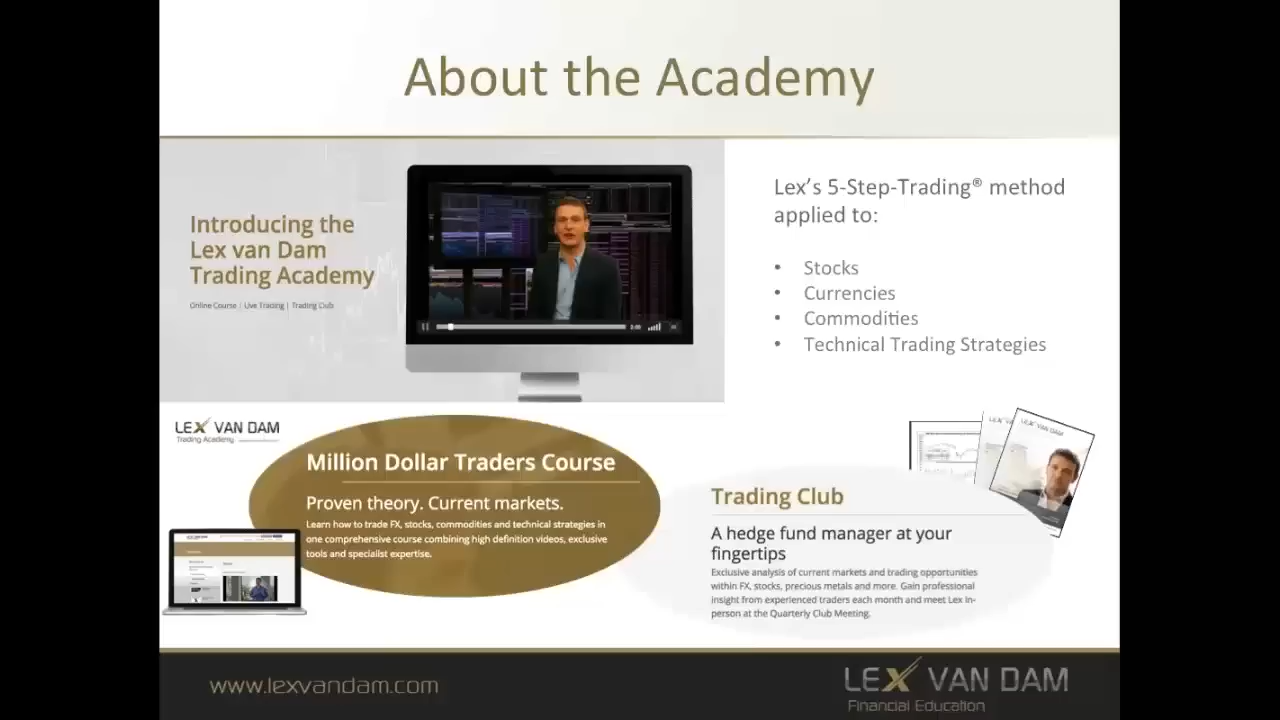 About the Academy
Introducing the
Lex van Dam
Trading Academy
Online Course | Live Trading | Trading Club
2:05
Lex's 5-Step-Trading® method
applied to:
• Stocks
• Currencies
• Commodities
• Technical Trading Strategies
LEX VAN DAM
Trading Academy
Million Dollar Traders Course
Proven theory. Current markets.
Learn how to trade FX, stocks, commodities and technical strategies in
one comprehensive course combining high definition videos, exclusive
tools and specialist expertise.
LEX VAN DAM
Trading Club
A hedge fund manager at your
fingertips
Exclusive analysis of current markets and trading opportunities
within FX, stocks, precious metals and more. Gain professional
insight from experienced traders each month and meet Lex in-
person at the Quarterly Club Meeting.
www.lexvandam.com
LEX VAN DAM
Financial Education